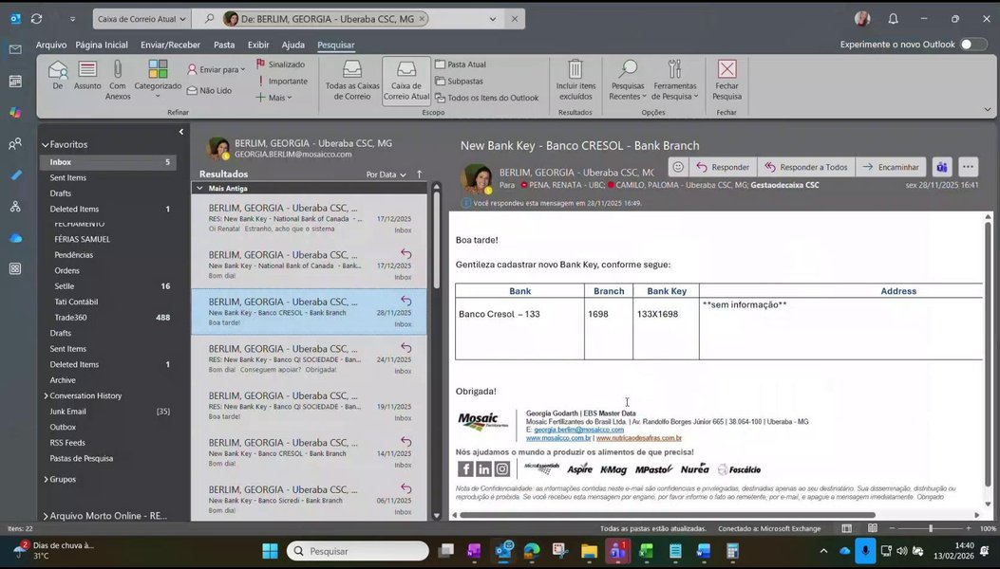 Caixa de Correio Atual
De: BERLIM, GEORGIA - Uberaba CSC, MG
Arquivo Página Inicial Enviar/Receber Pasta Exibir Ajuda Pesquisar
Experimente o novo Outlook
De
Assunto
Com Anexos
Categorizado
Enviar para
Não Lido
Sinalizado
Importante
Mais
Refinar
Todas as Caixas de Correio
Caixa de Correio Atual
Pasta Atual
Subpastas
Todos os Itens do Outlook
Escopo
Incluir itens excluídos
Resultados
Pesquisas Recentes
Ferramentas de Pesquisa
Opções
Fechar Pesquisa
Fechar
Favoritos
Inbox 5
Sent Items
Drafts
Deleted Items 1
FECHAMENTO
FÉRIAS SAMUEL
Pendências
Ordens
Setlle 16
Tati Contábil
Trade360 488
Drafts
Sent Items
Deleted Items 1
Archive
Conversation History
Junk Email [35]
Outbox
RSS Feeds
Pastas de Pesquisa
Grupos
Arquivo Morto Online - RE...
BERLIM, GEORGIA - Uberaba CSC, MG
GEORGIA.BERLIM@mosaicco.com
Resultados Por Data
Mais Antiga
BERLIM, GEORGIA - Uberaba CSC, ...
RES: New Bank Key - National Bank of Canada - ... 17/12/2025
Oi Renata! Estranho, acho que o sistema Inbox
BERLIM, GEORGIA - Uberaba CSC, ...
New Bank Key - National Bank of Canada - Bank... 17/12/2025
Bom dia! Inbox
BERLIM, GEORGIA - Uberaba CSC, ...
New Bank Key - Banco CRESOL - Bank Branch 28/11/2025
Boa tarde! Inbox
BERLIM, GEORGIA - Uberaba CSC, ...
RES: New Bank Key - Banco QI SOCIEDADE - Ban... 24/11/2025
Bom dia! Conseguem apoiar? Obrigada! Inbox
BERLIM, GEORGIA - Uberaba CSC, ...
RES: New Bank Key - Banco QI SOCIEDADE - Ban... 19/11/2025
Boa tarde! Inbox
BERLIM, GEORGIA - Uberaba CSC, ...
New Bank Key - Banco CRESOL - Bank Branch 14/11/2025
Bom dia! Inbox
BERLIM, GEORGIA - Uberaba CSC, ...
New Bank Key - Banco Sicredi - Bank Branch 06/11/2025
Bom dia! Inbox
New Bank Key - Banco CRESOL - Bank Branch
BERLIM, GEORGIA - Uberaba CSC, MG
Responder
Responder a Todos
Encaminhar
Para PENA, RENATA - UBC; CAMILO, PALOMA - Uberaba CSC, MG; Gestaodecaixa CSC
sex 28/11/2025 16:41
Você respondeu esta mensagem em 28/11/2025 16:49.
Boa tarde!
Gentileza cadastrar novo Bank Key, conforme segue:
Bank Branch Bank Key Address
Banco Cresol – 133 1698 133X1698 **sem informação**
Obrigada!
Mosaic Fertilizantes
Georgia Godarth | EBS Master Data
Mosaic Fertilizantes do Brasil Ltda. | Av. Randolfo Borges Júnior 665 | 38.064-100 | Uberaba - MG
E: georgia.berlim@mosaicco.com
www.mosaicco.com.br | www.nutricaodesafras.com.br
Nós ajudamos o mundo a produzir os alimentos de que precisa!
MicroEssentials Aspire K-Mag MPasto Nurea Foscálcio
Nota de Confidencialidade: as informações contidas neste e-mail são confidenciais e privilegiadas, destinadas apenas ao seu destinatário. Sua disseminação, distribuição ou
reprodução é proibida. Se você recebeu esta mensagem por engano, por favor informe o fato ao remetente, por e-mail, e apague a mensagem imediatamente. Obrigado
Itens: 22
Todas as pastas estão atualizadas.
Conectado a: Microsoft Exchange
100%
2
Dias de chuva à...
31°C
Pesquisar
14:40
13/02/2026